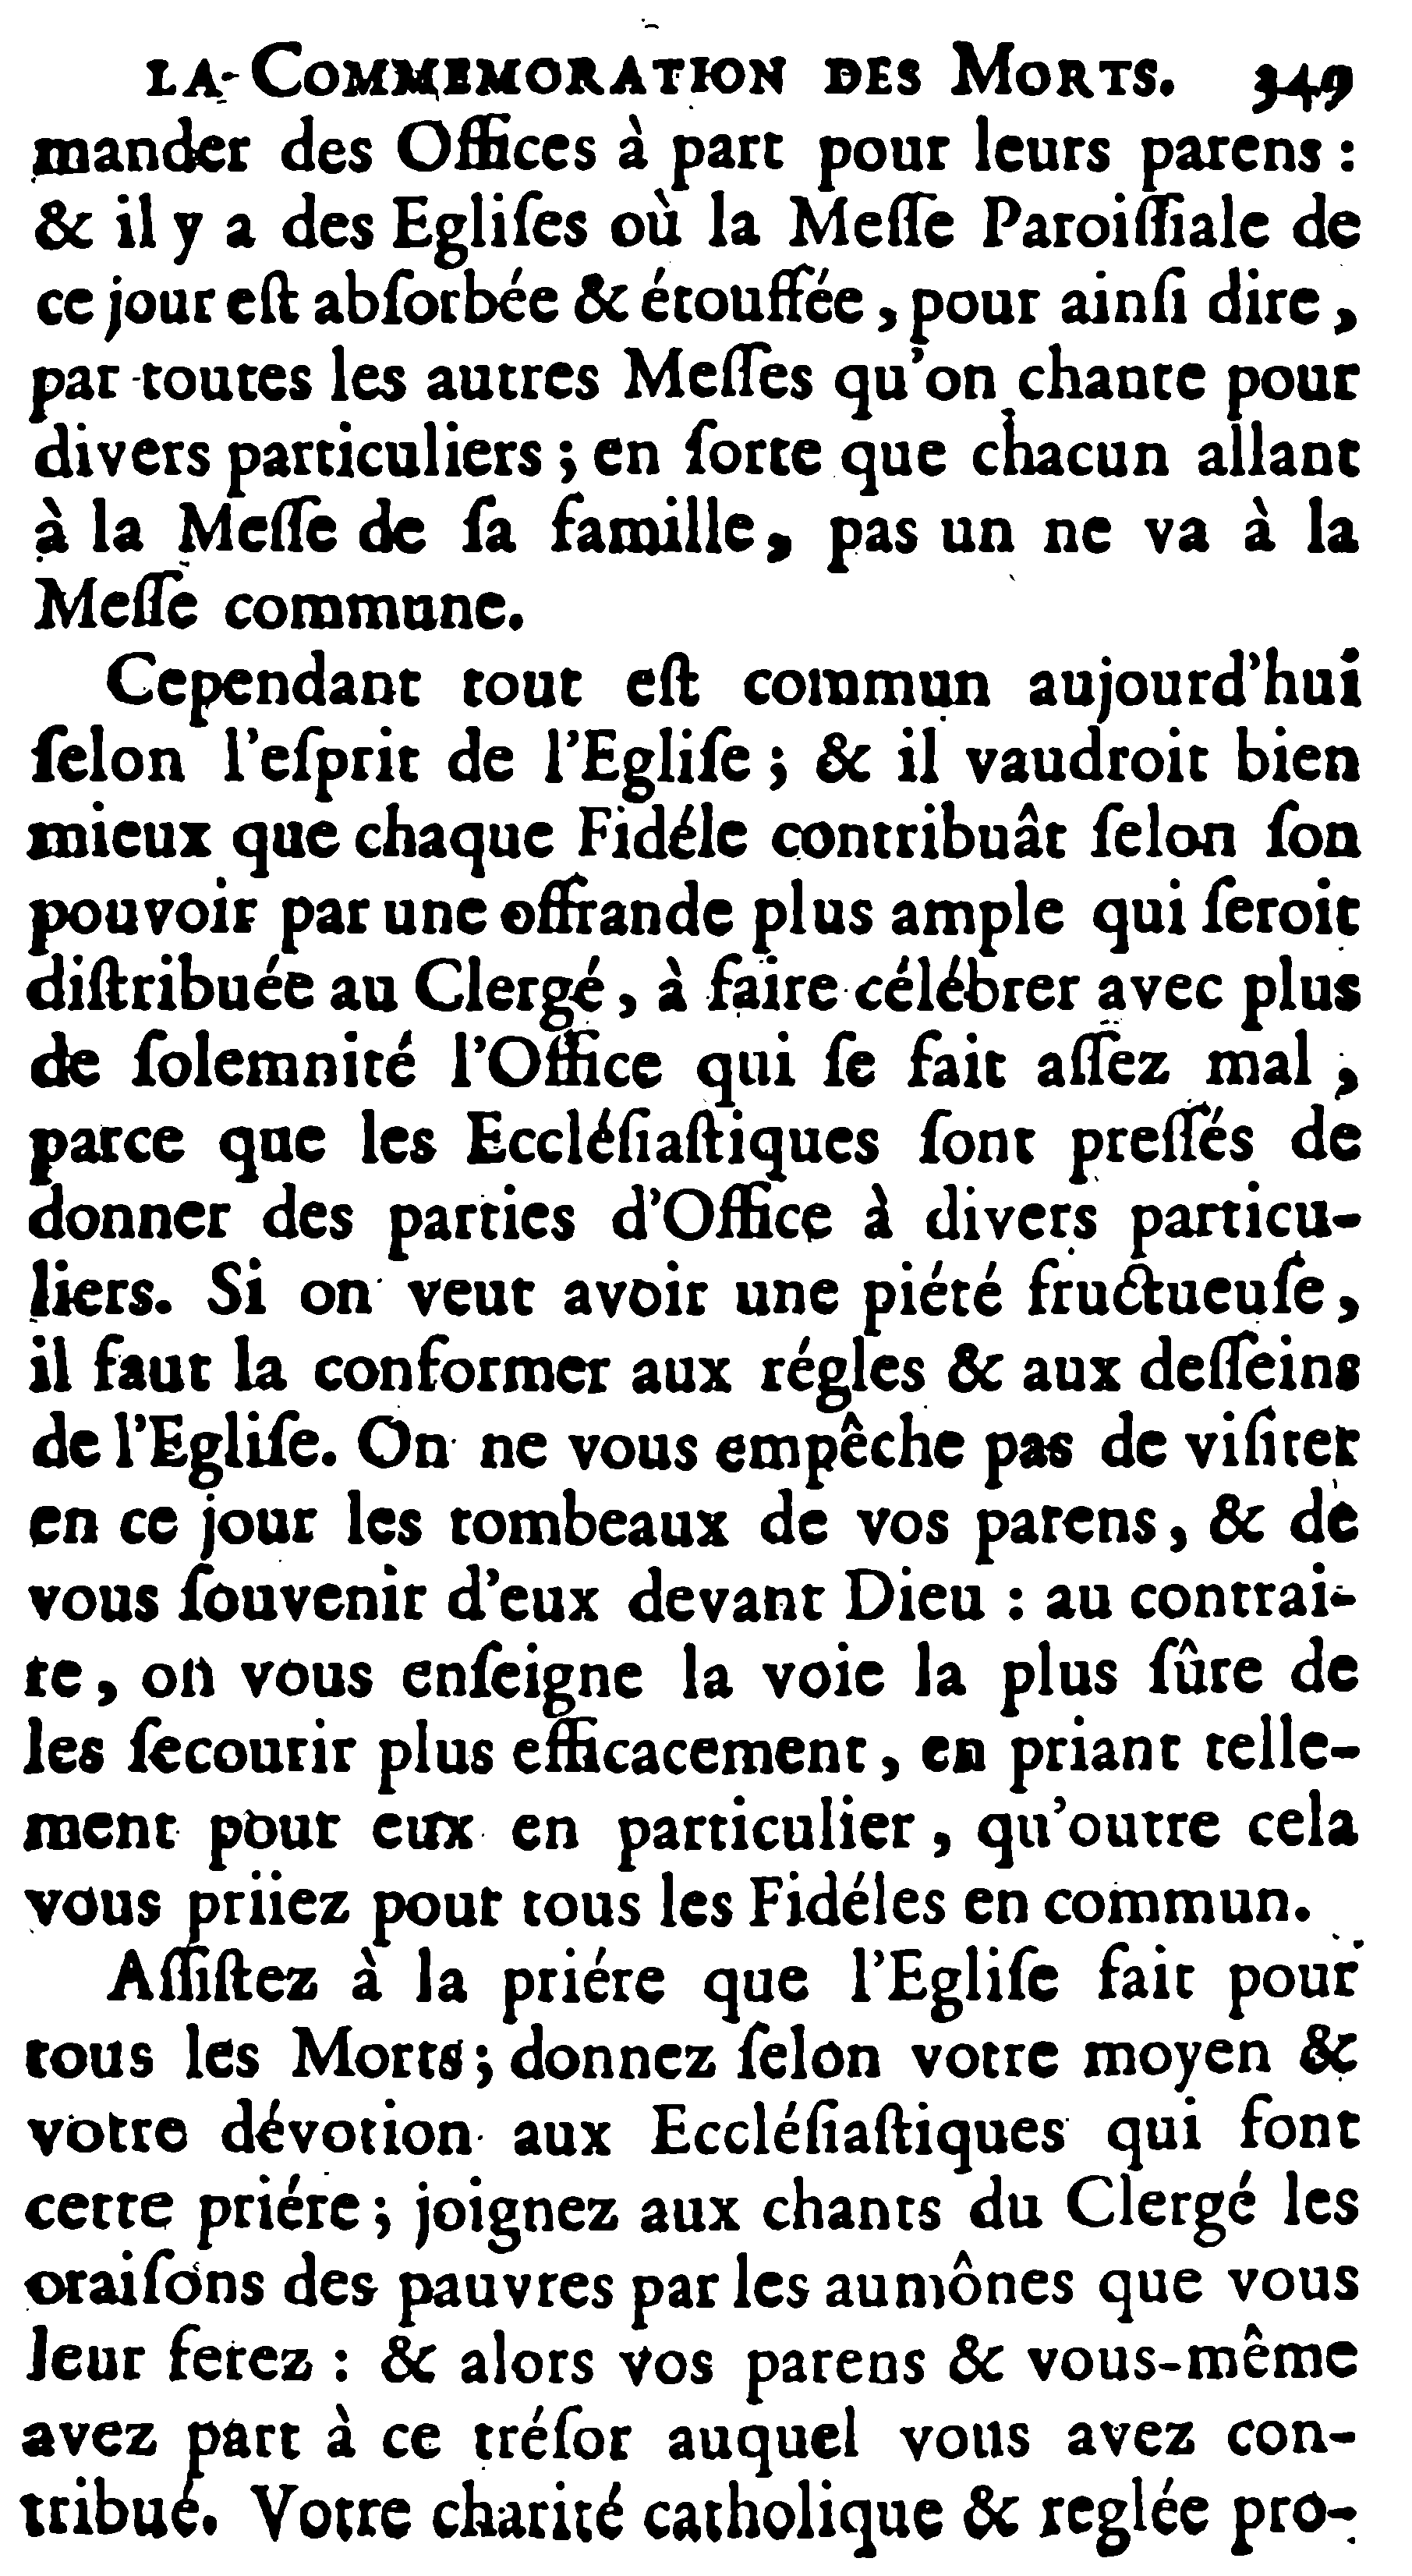 LA COMMEMORATION DES MORTS. 349
mander des Offices à part pour leurs parens :
& il y a des Egliſes où la Meſſe Paroiſſiale de
ce jour eſt abſorbée & étouffée, pour ainſi dire,
par toutes les autres Meſſes qu'on chante pour
divers particuliers ; en ſorte que chacun allant
à la Meſſe de ſa famille, pas un ne va à la
Meſſe commune.
Cependant tout eſt commun aujourd'hui
ſelon l'eſprit de l'Egliſe ; & il vaudroit bien
mieux que chaque Fidéle contribuât ſelon ſon
pouvoir par une offrande plus ample qui ſeroit
diſtribuée au Clergé, à faire célébrer avec plus
de ſolemnité l'Office qui ſe fait aſſez mal,
parce que les Eccléſiaſtiques ſont preſſés de
donner des parties d'Office à divers particu-
liers. Si on veut avoir une piété fructueuſe,
il faut la conformer aux régles & aux deſſeins
de l'Egliſe. On ne vous empêche pas de viſiter
en ce jour les tombeaux de vos parens, & de
vous ſouvenir d'eux devant Dieu : au contrai-
re, on vous enſeigne la voie la plus ſûre de
les ſecourir plus efficacement, en priant telle-
ment pour eux en particulier, qu'outre cela
vous priiez pour tous les Fidéles en commun.
Aſſiſtez à la priére que l'Egliſe fait pour
tous les Morts ; donnez ſelon votre moyen &
votre dévotion aux Eccléſiaſtiques qui font
cette priére ; joignez aux chants du Clergé les
oraiſons des pauvres par les aumônes que vous
leur ferez : & alors vos parens & vous-même
avez part à ce tréſor auquel vous avez con-
tribué. Votre charité catholique & reglée pro-